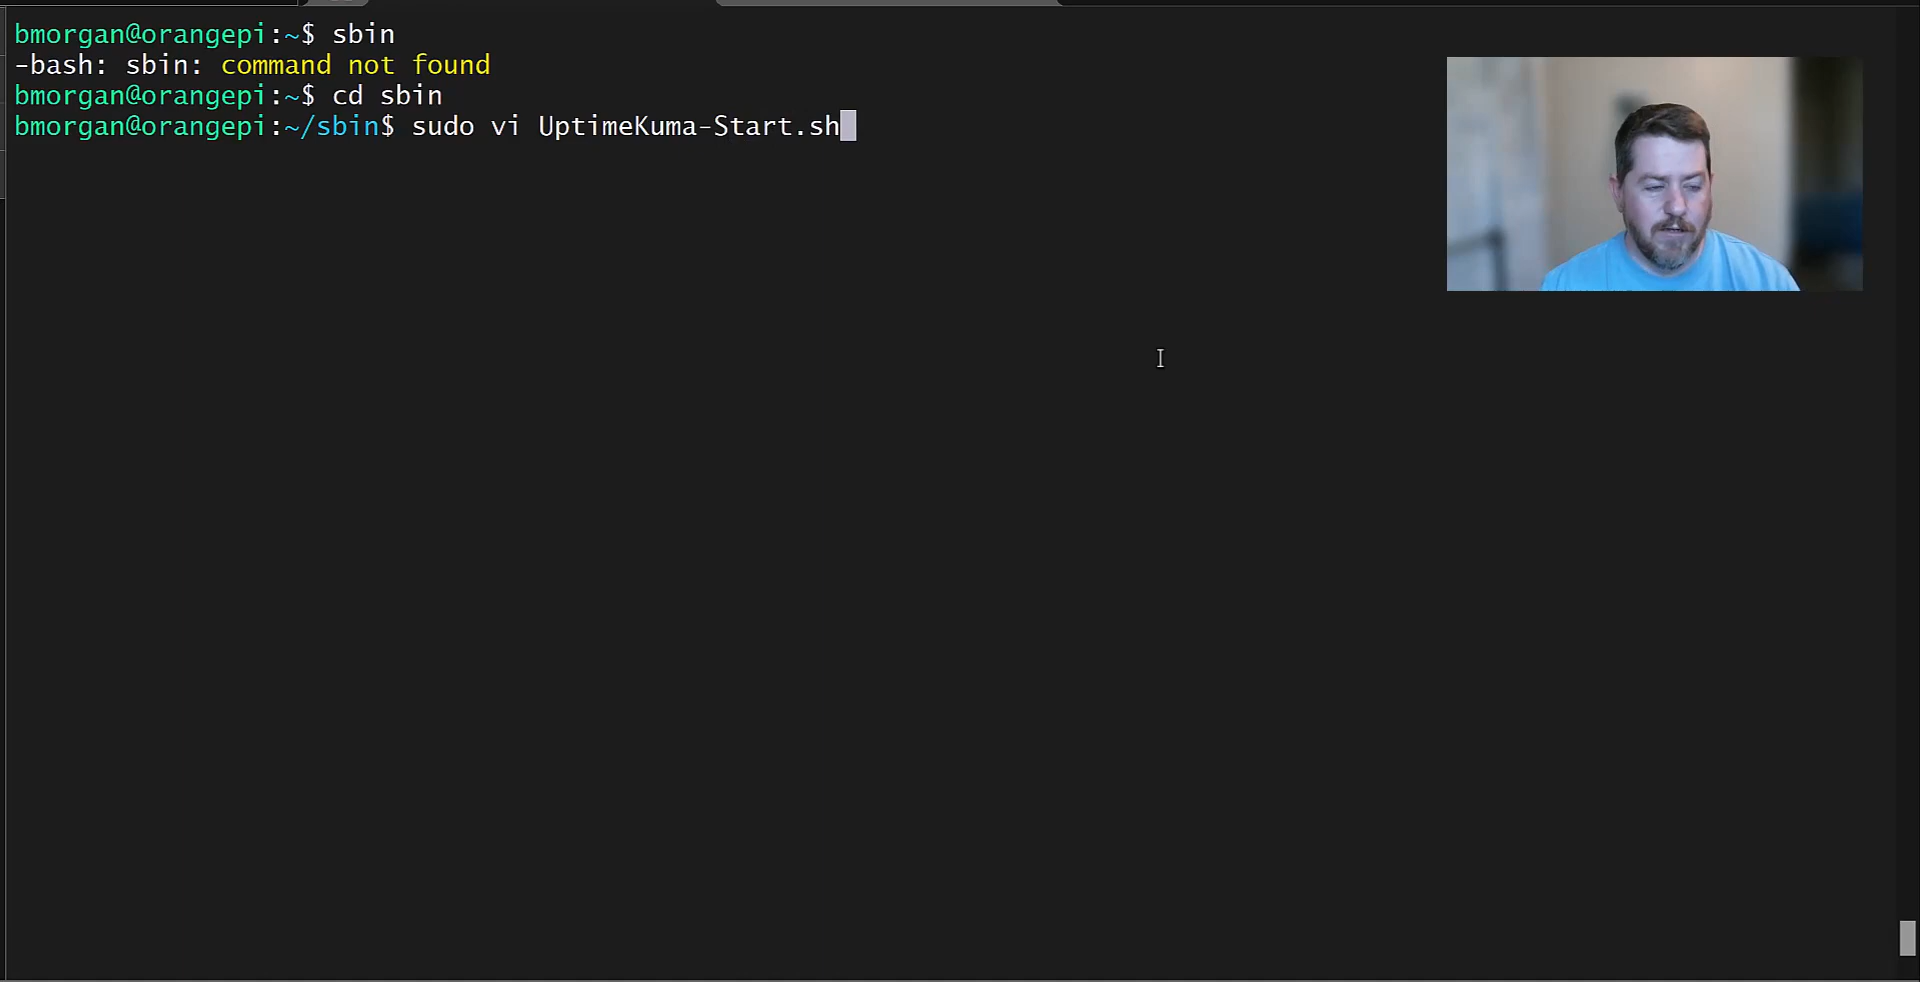 bmorgan@orangepi:~$ sbin
-bash: sbin: command not found
bmorgan@orangepi:~$ cd sbin
bmorgan@orangepi:~/sbin$ sudo vi UptimeKuma-Start.sh